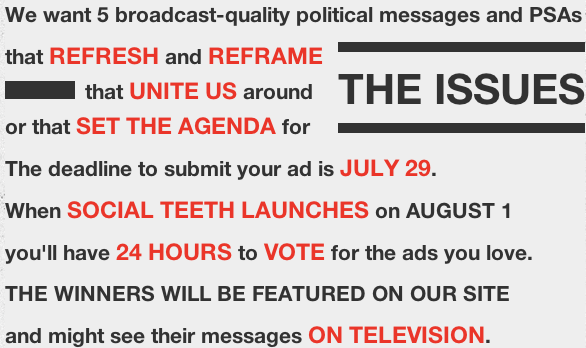 We want 5 broadcast-quality political messages and PSAs
that REFRESH and REFRAME
that UNITE US around
or that SET THE AGENDA for
THE ISSUES
The deadline to submit your ad is JULY 29.
When SOCIAL TEETH LAUNCHES on AUGUST 1
you'll have 24 HOURS to VOTE for the ads you love.
THE WINNERS WILL BE FEATURED ON OUR SITE
and might see their messages ON TELEVISION.